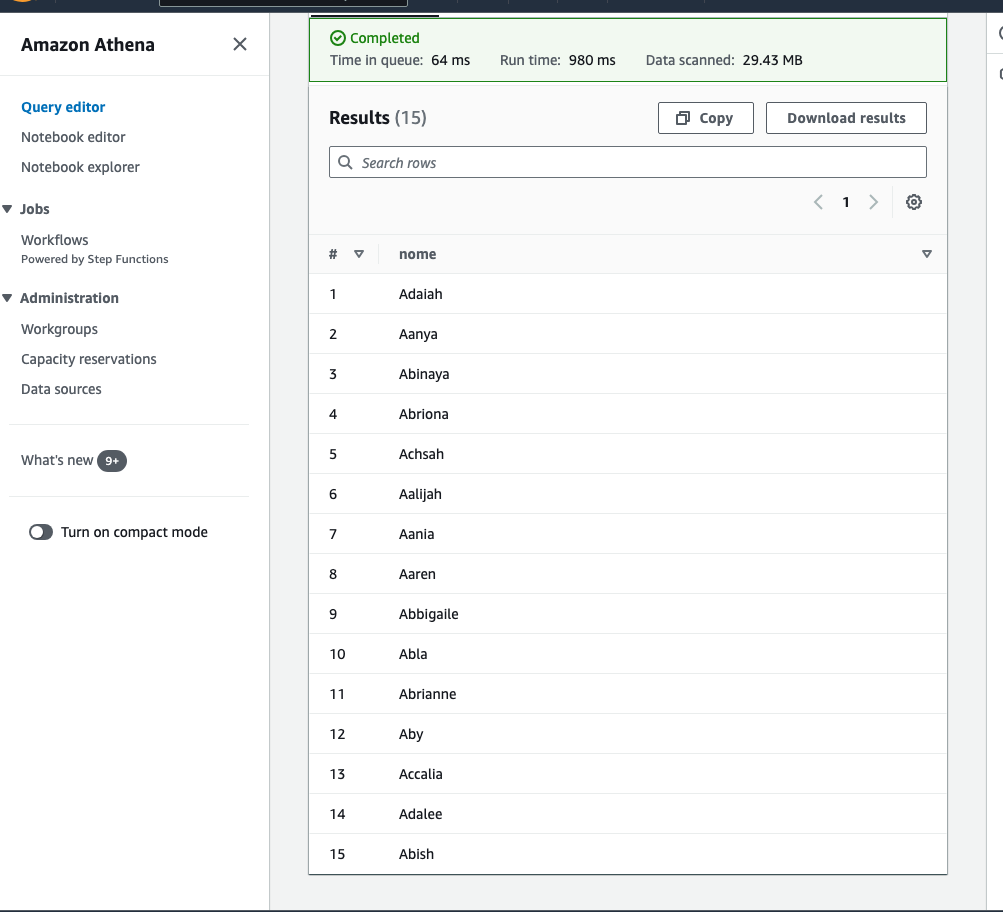 Amazon Athena
Query editor
Notebook editor
Notebook explorer
Jobs
Workflows
Powered by Step Functions
Administration
Workgroups
Capacity reservations
Data sources
What's new 9+
Turn on compact mode
Completed
Time in queue: 64 ms Run time: 980 ms Data scanned: 29.43 MB
Results (15) Copy Download results
Search rows
1
# nome
1 Adaiah
2 Aanya
3 Abinaya
4 Abriona
5 Achsah
6 Aalijah
7 Aania
8 Aaren
9 Abbigaile
10 Abla
11 Abrianne
12 Aby
13 Accalia
14 Adalee
15 Abish